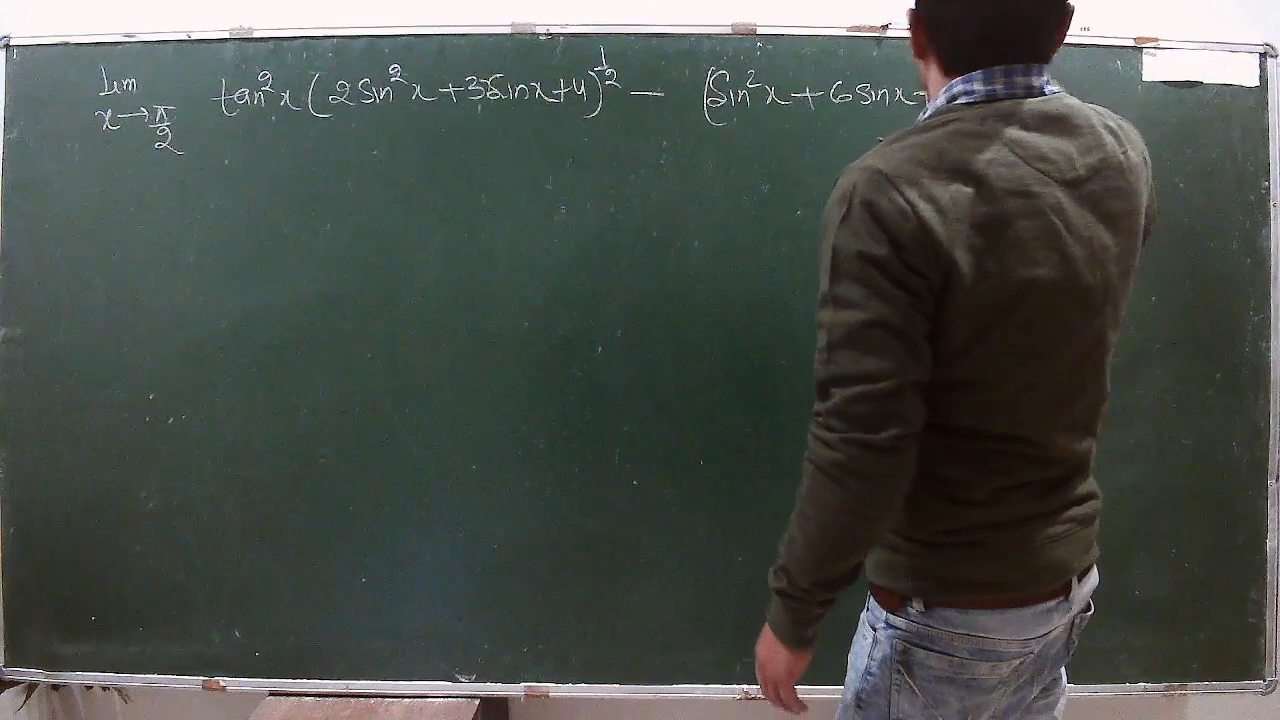 Lim x→π/2 tan²x (2sin²x+3sinx+4)^½ − (sin²x+6sinx